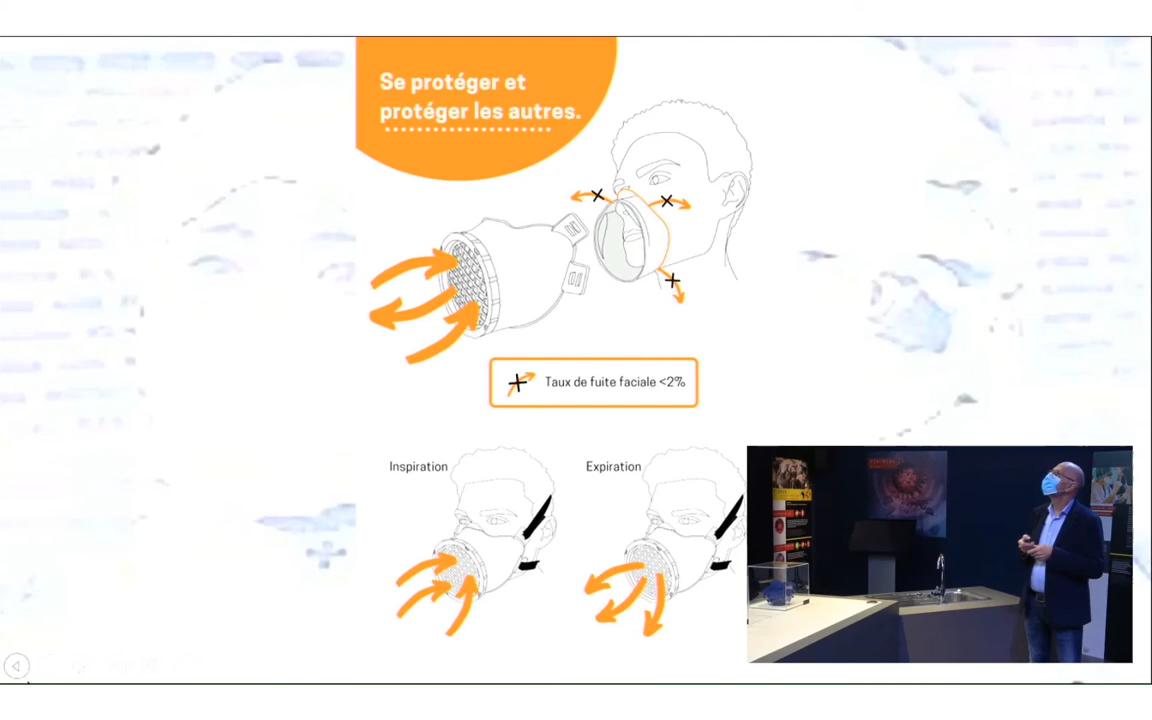 Se protéger et
protéger les autres.
Taux de fuite faciale <2%
Inspiration
Expiration